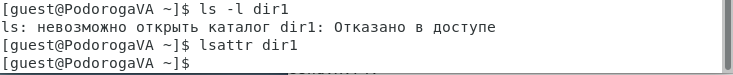 [guest@PodorogaVA ~]$ ls -l dir1
ls: невозможно открыть каталог dir1: Отказано в доступе
[guest@PodorogaVA ~]$ lsattr dir1
[guest@PodorogaVA ~]$